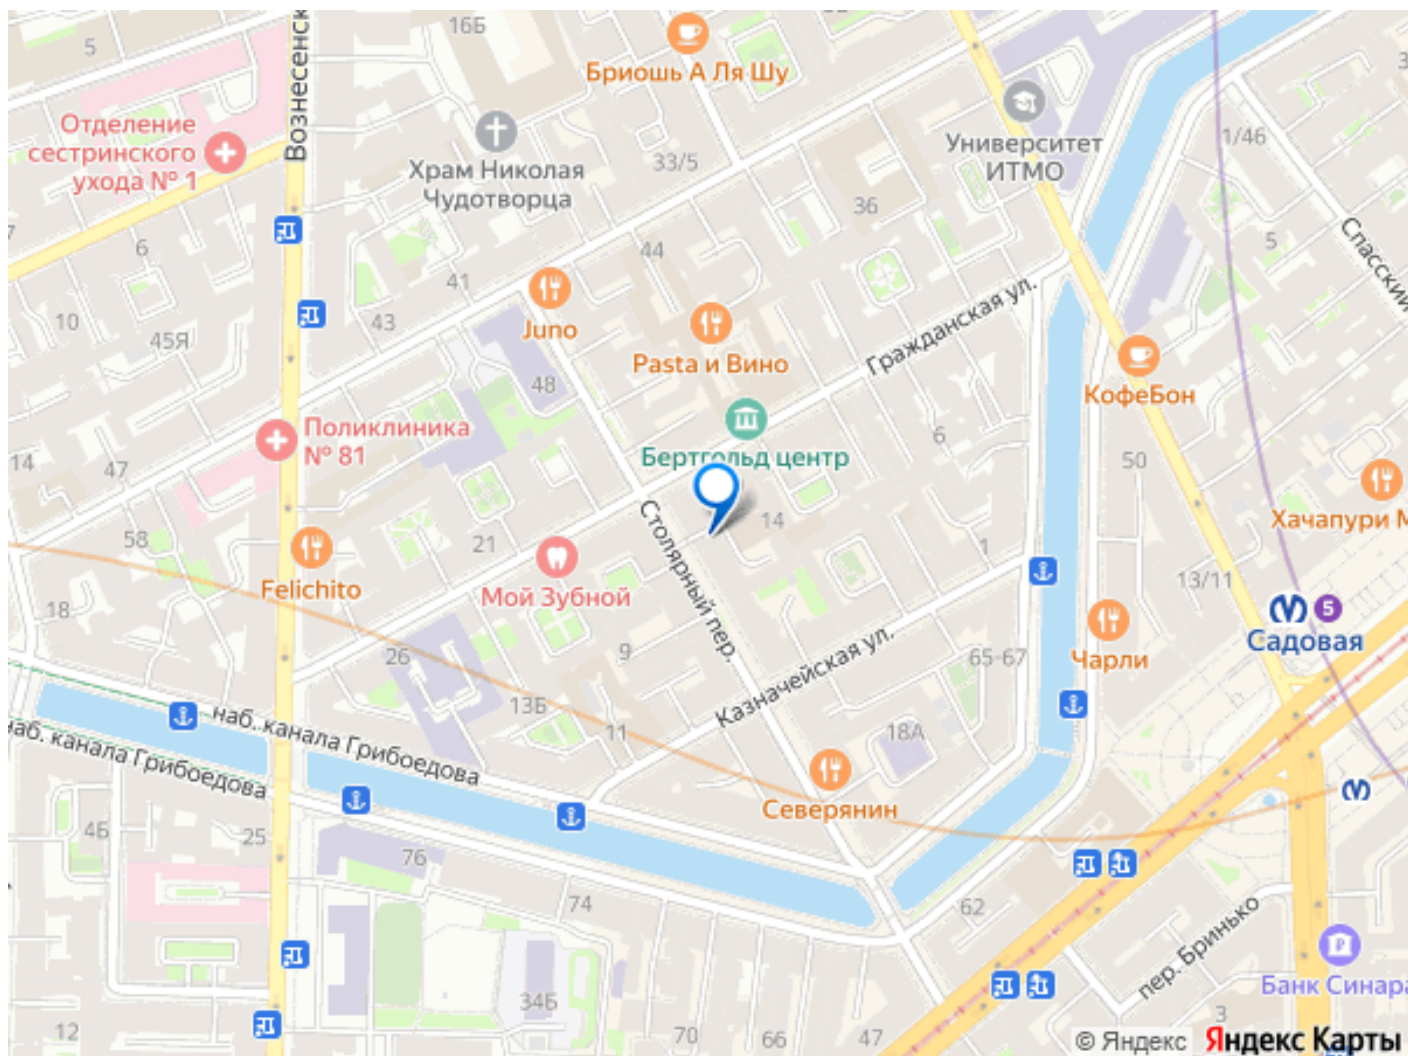 5
16Б
Вознесенск
Бриошь А Ля Шу
Отделение
сестринского
ухода № 1
Храм Николая
Чудотворца
33/5
Университет
ИТМО
1/46
36
5
Спасский
6
44
41
43
10
45Я
Juno
Pasta и Вино
Гражданская ул.
КофеБон
48
6
Поликлиника
№ 81
Бертгольд центр
14
47
50
Хачапури М
58
21
Столярный пер.
14
1
Felichito
Мой Зубной
13/11
18
5
Садовая
9
26
Казначейская ул.
65-67
Чарли
13Б
11
18А
наб. канала Грибоедова
наб. канала Грибоедова
Северянин
4Б
25
76
74
62
пер. Бринько
Банк Синара
34Б
12
70
66
47
3
© Яндекс Яндекс Карты